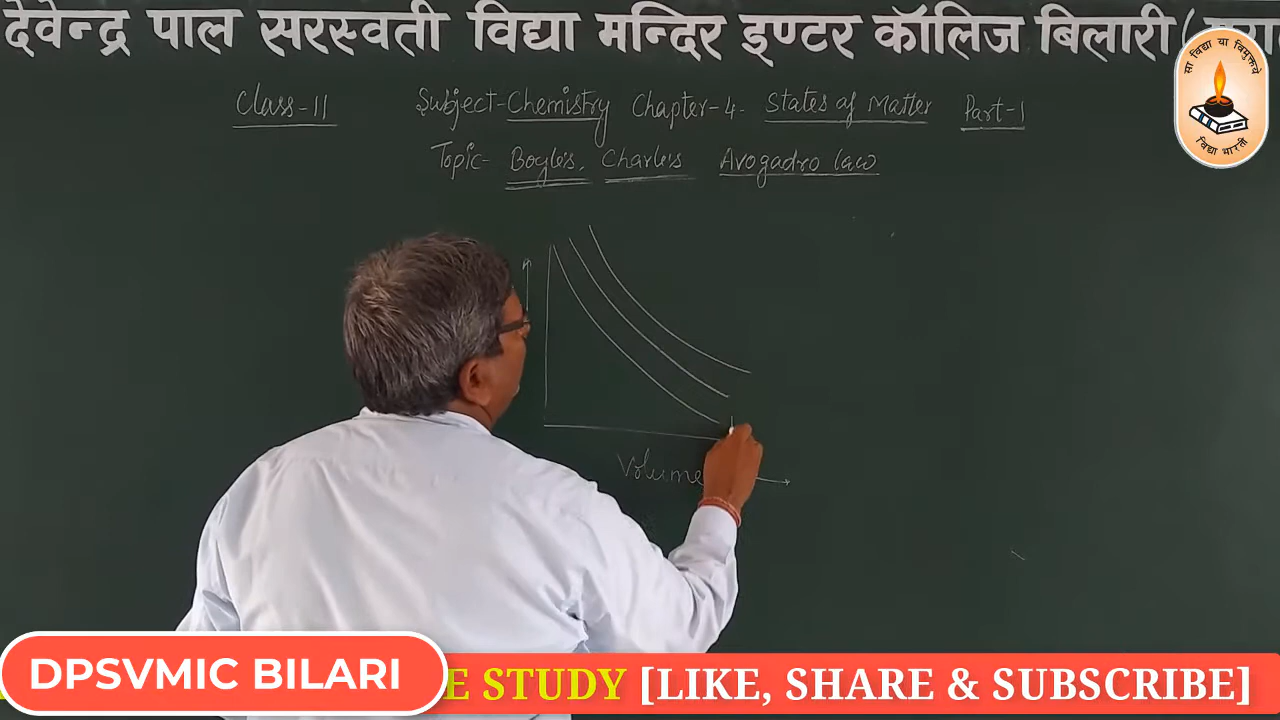 देवेन्द्र पाल सरस्वती विद्या मन्दिर इण्टर कॉलिज बिलारी
सा विद्या या विमुक्तये
विद्या भारती
Class-11 Subject-Chemistry Chapter-4- States of Matter Part-1
Topic- Boyle's, Charle's Avogadro law
Volume
DPSVMIC BILARI
E STUDY [LIKE, SHARE & SUBSCRIBE]